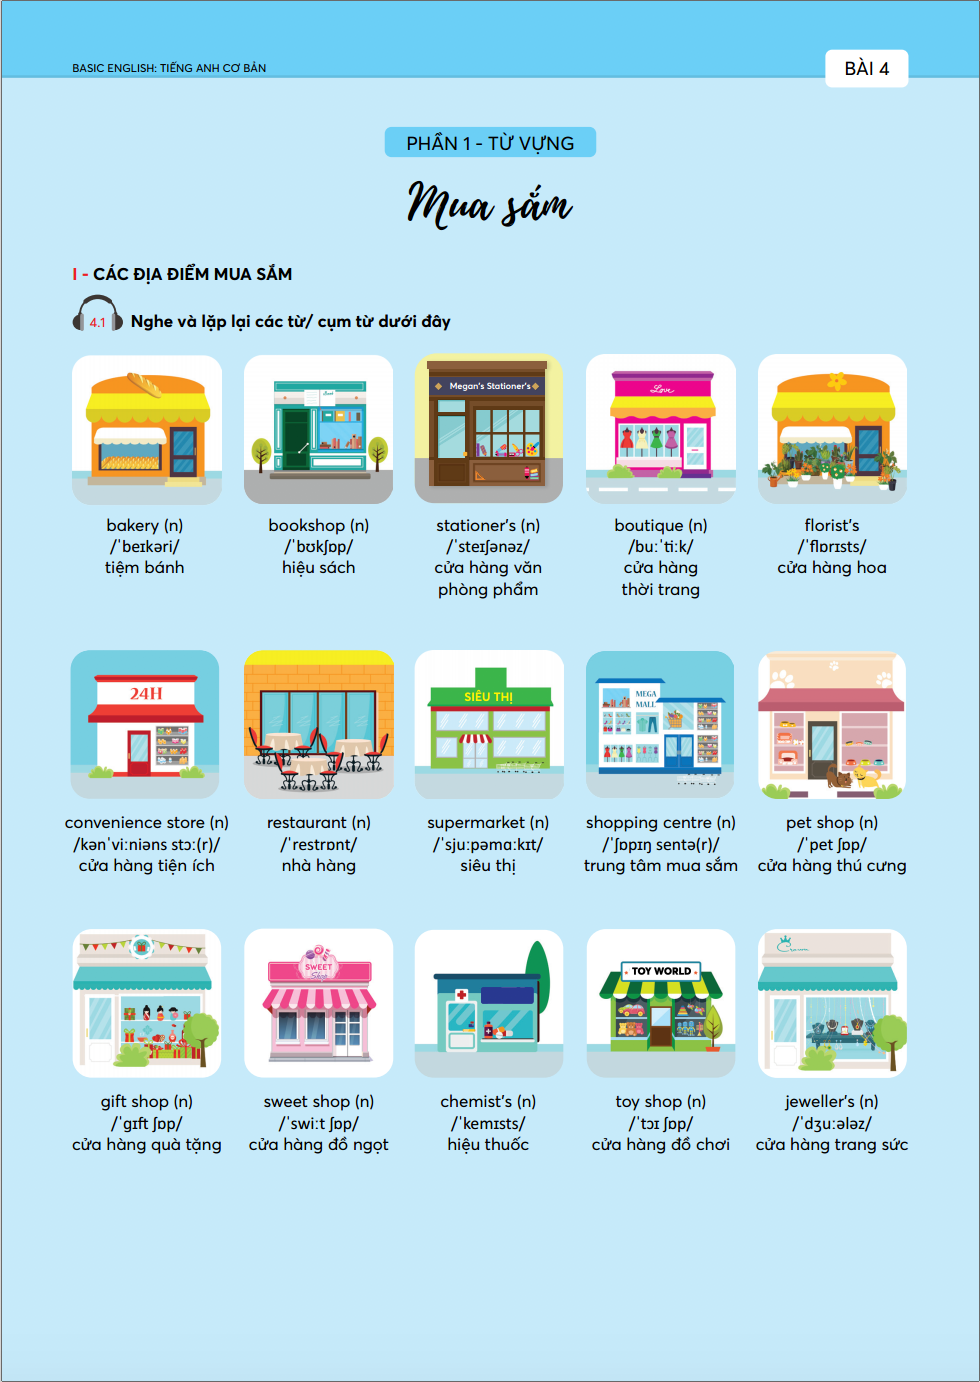 BASIC ENGLISH: TIẾNG ANH CƠ BẢN
BÀI 4
PHẦN 1 - TỪ VỰNG
Mua sắm
I - CÁC ĐỊA ĐIỂM MUA SẮM
4.1 Nghe và lặp lại các từ/ cụm từ dưới đây
Megan's Stationer's
Love
bakery (n)
/ˈbeɪkəri/
tiệm bánh
bookshop (n)
/ˈbʊkʃɒp/
hiệu sách
stationer's (n)
/ˈsteɪʃənəz/
cửa hàng văn
phòng phẩm
boutique (n)
/buːˈtiːk/
cửa hàng
thời trang
florist's
/ˈflɒrɪsts/
cửa hàng hoa
24H
SIÊU THỊ
MEGA
MALL
convenience store (n)
/kənˈviːniəns stɔː(r)/
cửa hàng tiện ích
restaurant (n)
/ˈrestrɒnt/
nhà hàng
supermarket (n)
/ˈsjuːpəmɑːkɪt/
siêu thị
shopping centre (n)
/ˈʃɒpɪŋ sentə(r)/
trung tâm mua sắm
pet shop (n)
/ˈpet ʃɒp/
cửa hàng thú cưng
SWEET
Shop
TOY WORLD
gift shop (n)
/ˈgɪft ʃɒp/
cửa hàng quà tặng
sweet shop (n)
/ˈswiːt ʃɒp/
cửa hàng đồ ngọt
chemist's (n)
/ˈkemɪsts/
hiệu thuốc
toy shop (n)
/ˈtɔɪ ʃɒp/
cửa hàng đồ chơi
jeweller's (n)
/ˈdʒuːələz/
cửa hàng trang sức